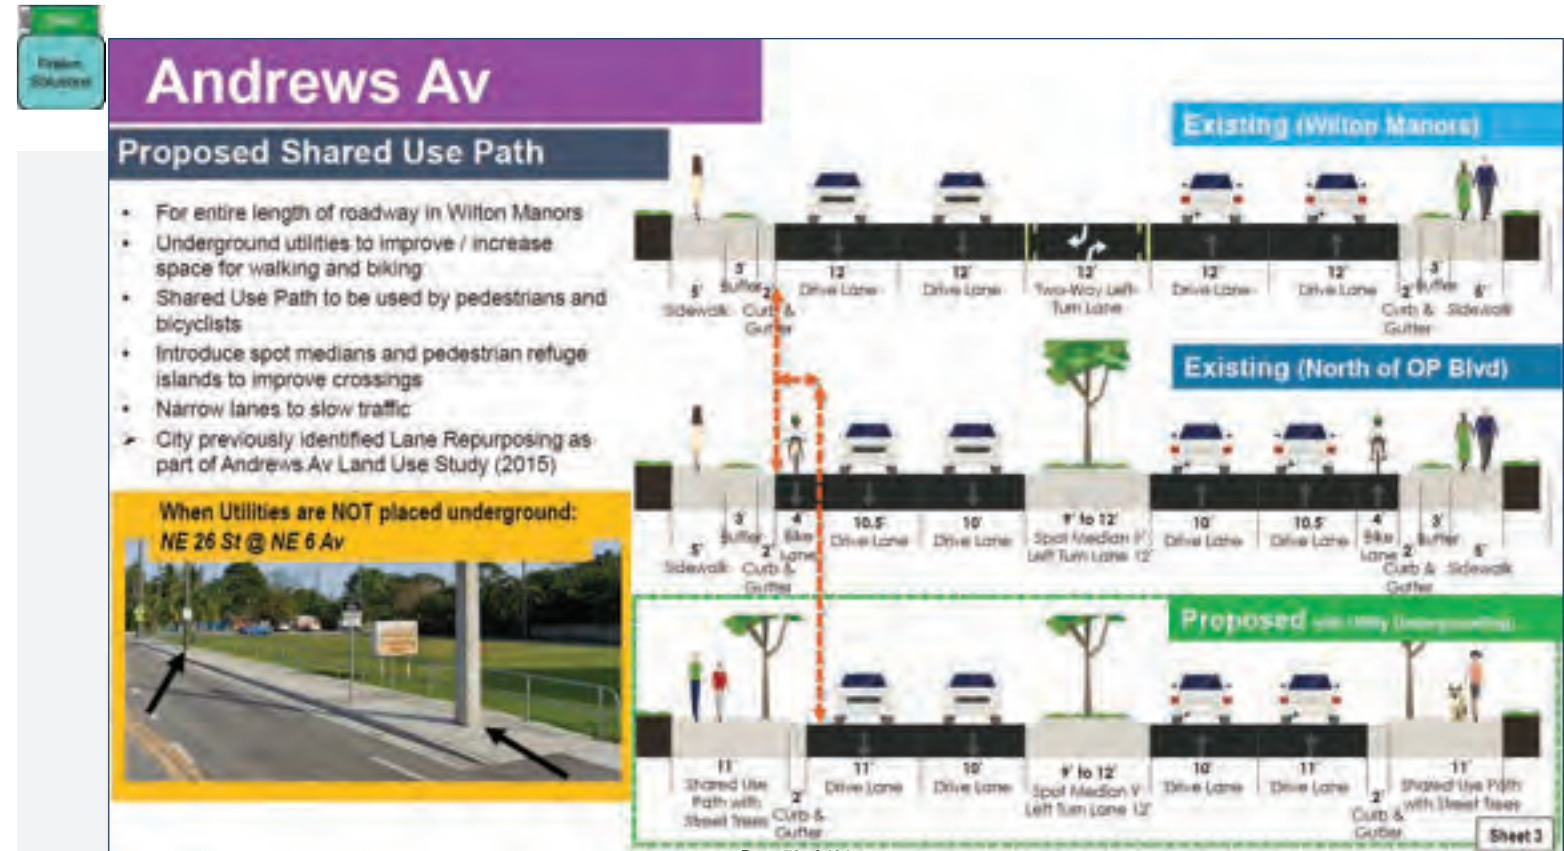 Andrews Av
Proposed Shared Use Path
• For entire length of roadway in Wilton Manors
• Underground utilities to improve / increase
space for walking and biking
• Shared Use Path to be used by pedestrians and
bicyclists
• Introduce spot medians and pedestrian refuge
islands to improve crossings
• Narrow lanes to slow traffic
➤ City previously identified Lane Repurposing as
part of Andrews Av Land Use Study (2015)
When Utilities are NOT placed underground:
NE 26 St @ NE 6 Av
Existing (Wilton Manors)
5' Sidewalk
3' Buffer
2' Curb & Gutter
12' Drive Lane
12' Drive Lane
12' Two-Way Left-
Turn Lane
12' Drive Lane
12' Drive Lane
2' Curb & Gutter
3' Buffer
Sidewalk
Existing (North of OP Blvd)
5' Sidewalk
3' Buffer
2' Curb & Gutter
4' Bike Lane
10.5' Drive Lane
10' Drive Lane
9' to 12'
Spot Median 9'
Left Turn Lane 12'
10' Drive Lane
10.5' Drive Lane
4' Bike Lane
2' Curb & Gutter
3' Buffer
Sidewalk
Proposed with Utility Undergrounding
11' Shared Use
Path with
Street Trees
2' Curb & Gutter
11' Drive Lane
10' Drive Lane
9' to 12'
Spot Median 9'
Left Turn Lane 12'
10' Drive Lane
11' Drive Lane
2' Curb & Gutter
11' Shared Use Path
with Street Trees
Sheet 3